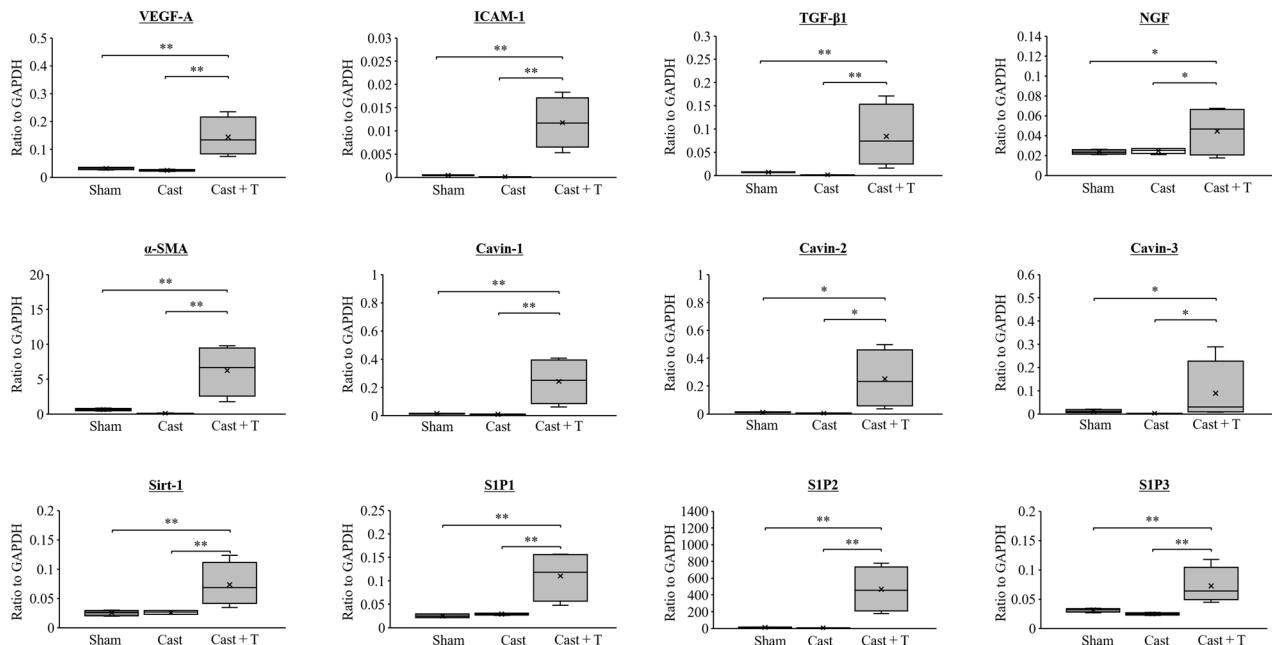 VEGF-A
Ratio to GAPDH
0.5
0.4
0.3
0.2
0.1
0
**
**
Sham Cast Cast + T
ICAM-1
Ratio to GAPDH
0.03
0.025
0.02
0.015
0.01
0.005
0
**
**
Sham Cast Cast + T
TGF-β1
Ratio to GAPDH
0.3
0.25
0.2
0.15
0.1
0.05
0
**
**
Sham Cast Cast + T
NGF
Ratio to GAPDH
0.14
0.12
0.1
0.08
0.06
0.04
0.02
0
*
*
Sham Cast Cast + T
α-SMA
Ratio to GAPDH
20
15
10
5
0
**
**
Sham Cast Cast + T
Cavin-1
Ratio to GAPDH
1
0.8
0.6
0.4
0.2
0
**
**
Sham Cast Cast + T
Cavin-2
Ratio to GAPDH
1
0.8
0.6
0.4
0.2
0
*
*
Sham Cast Cast + T
Cavin-3
Ratio to GAPDH
0.6
0.5
0.4
0.3
0.2
0.1
0
*
*
Sham Cast Cast + T
Sirt-1
Ratio to GAPDH
0.2
0.15
0.1
0.05
0
**
**
Sham Cast Cast + T
S1P1
Ratio to GAPDH
0.25
0.2
0.15
0.1
0.05
0
**
**
Sham Cast Cast + T
S1P2
Ratio to GAPDH
1400
1200
1000
800
600
400
200
0
**
**
Sham Cast Cast + T
S1P3
Ratio to GAPDH
0.2
0.15
0.1
0.05
0
**
**
Sham Cast Cast + T